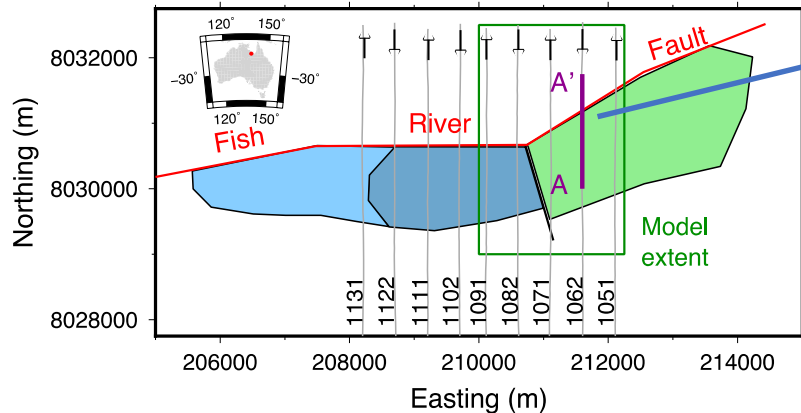 120° 150°
−30° −30°
120° 150°
Fish River Fault
A'
A
Model
extent
1131 1122 1111 1102 1091 1082 1071 1062 1051
8032000
8030000
8028000
Northing (m)
206000 208000 210000 212000 214000
Easting (m)